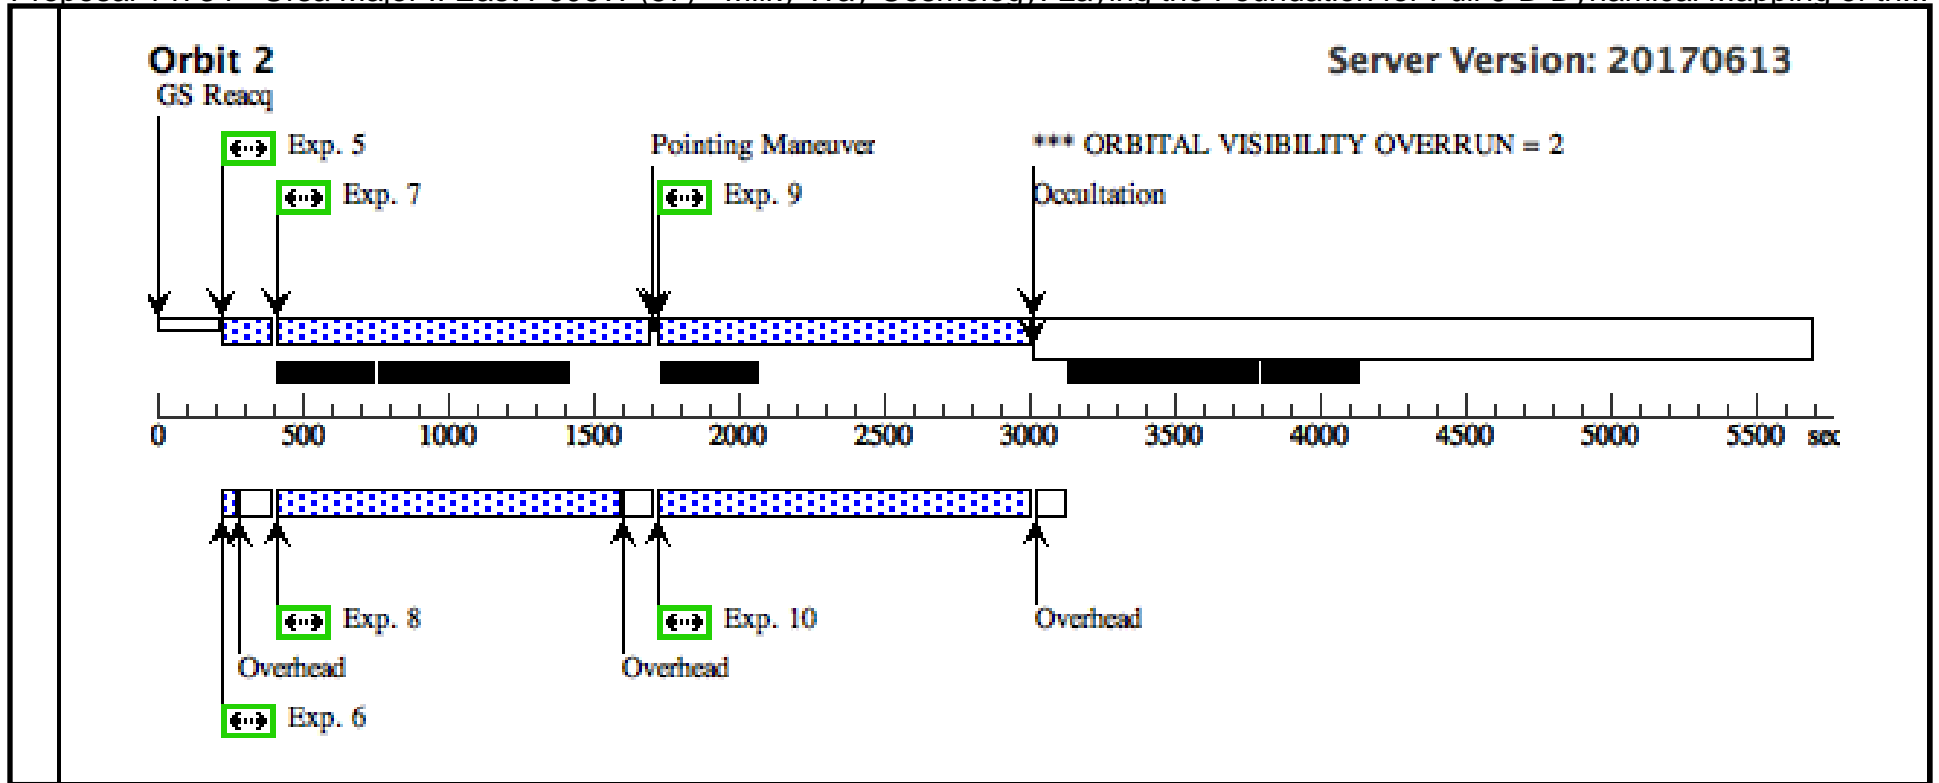 Orbit 2
Server Version: 20170613
GS Reacq
Exp. 5
Pointing Maneuver
*** ORBITAL VISIBILITY OVERRUN = 2
Exp. 7
Exp. 9
Occultation
0 500 1000 1500 2000 2500 3000 3500 4000 4500 5000 5500 sec
Exp. 8
Exp. 10
Overhead
Overhead
Overhead
Exp. 6